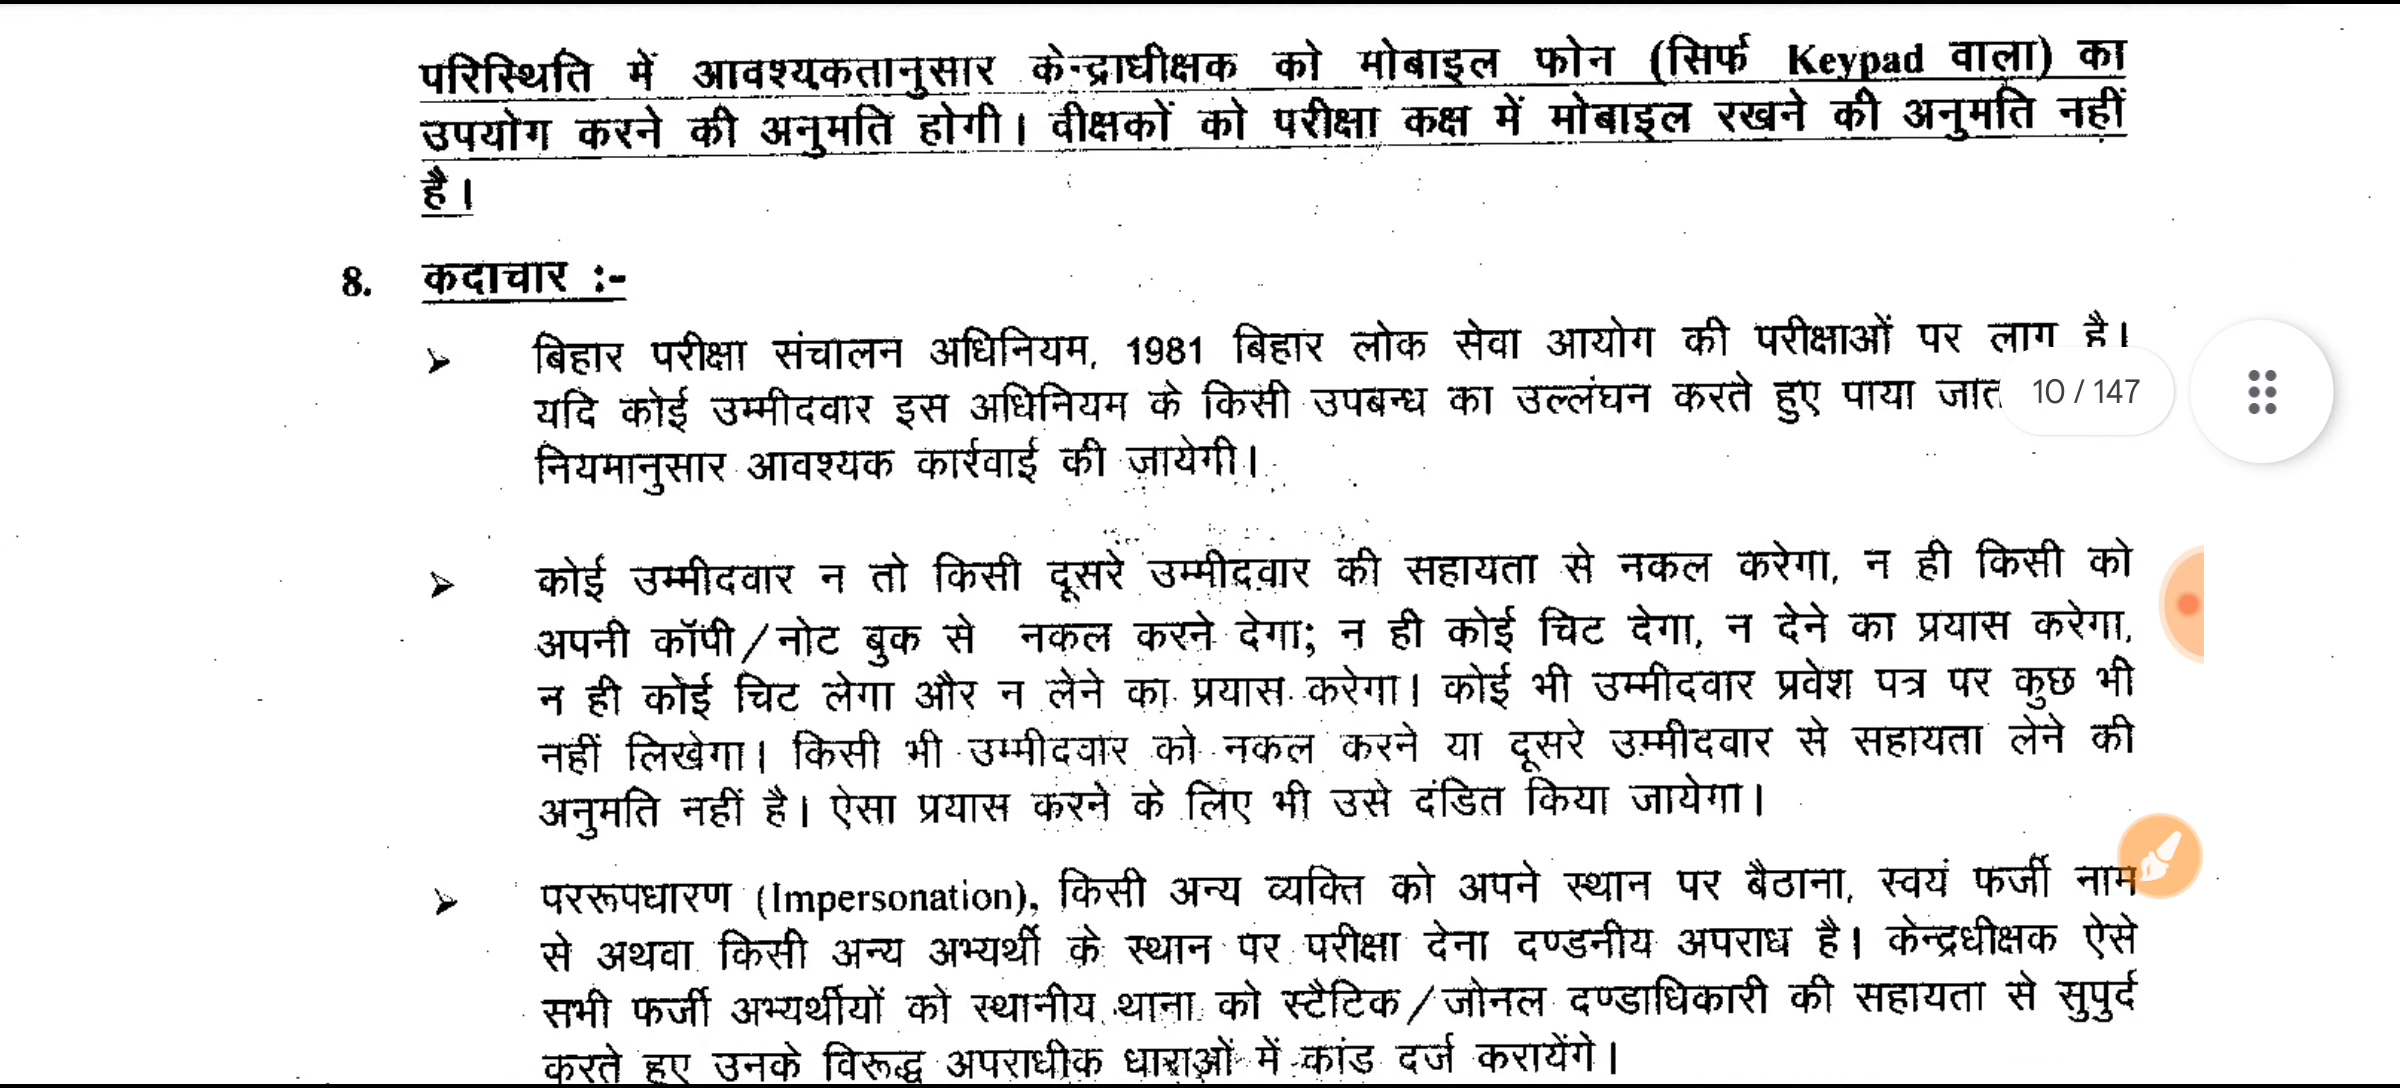 परिस्थिति में आवश्यकतानुसार केन्द्राधीक्षक को मोबाइल फोन (सिर्फ Keypad वाला) का
उपयोग करने की अनुमति होगी। वीक्षकों को परीक्षा कक्ष में मोबाइल रखने की अनुमति नहीं
है।
8. कदाचार :-
➢ बिहार परीक्षा संचालन अधिनियम, 1981 बिहार लोक सेवा आयोग की परीक्षाओं पर लागू है।
यदि कोई उम्मीदवार इस अधिनियम के किसी उपबन्ध का उल्लंघन करते हुए पाया 10 / 147
नियमानुसार आवश्यक कार्रवाई की जायेगी।
➢ कोई उम्मीदवार न तो किसी दूसरे उम्मीदवार की सहायता से नकल करेगा, न ही किसी को
अपनी कॉपी/नोट बुक से नकल करने देगा; न ही कोई चिट देगा, न देने का प्रयास करेगा,
न ही कोई चिट लेगा और न लेने का प्रयास करेगा। कोई भी उम्मीदवार प्रवेश पत्र पर कुछ भी
नहीं लिखेगा। किसी भी उम्मीदवार को नकल करने या दूसरे उम्मीदवार से सहायता लेने की
अनुमति नहीं है। ऐसा प्रयास करने के लिए भी उसे दंडित किया जायेगा।
➢ पररूपधारण (Impersonation), किसी अन्य व्यक्ति को अपने स्थान पर बैठाना, स्वयं फर्जी नाम
से अथवा किसी अन्य अभ्यर्थी के स्थान पर परीक्षा देना दण्डनीय अपराध है। केन्द्रधीक्षक ऐसे
सभी फर्जी अभ्यर्थीयों को स्थानीय थाना को स्टैटिक/जोनल दण्डाधिकारी की सहायता से सुपुर्द
करते हुए उनके विरूद्ध अपराधीक धाराओं में कांड दर्ज करायेंगे।